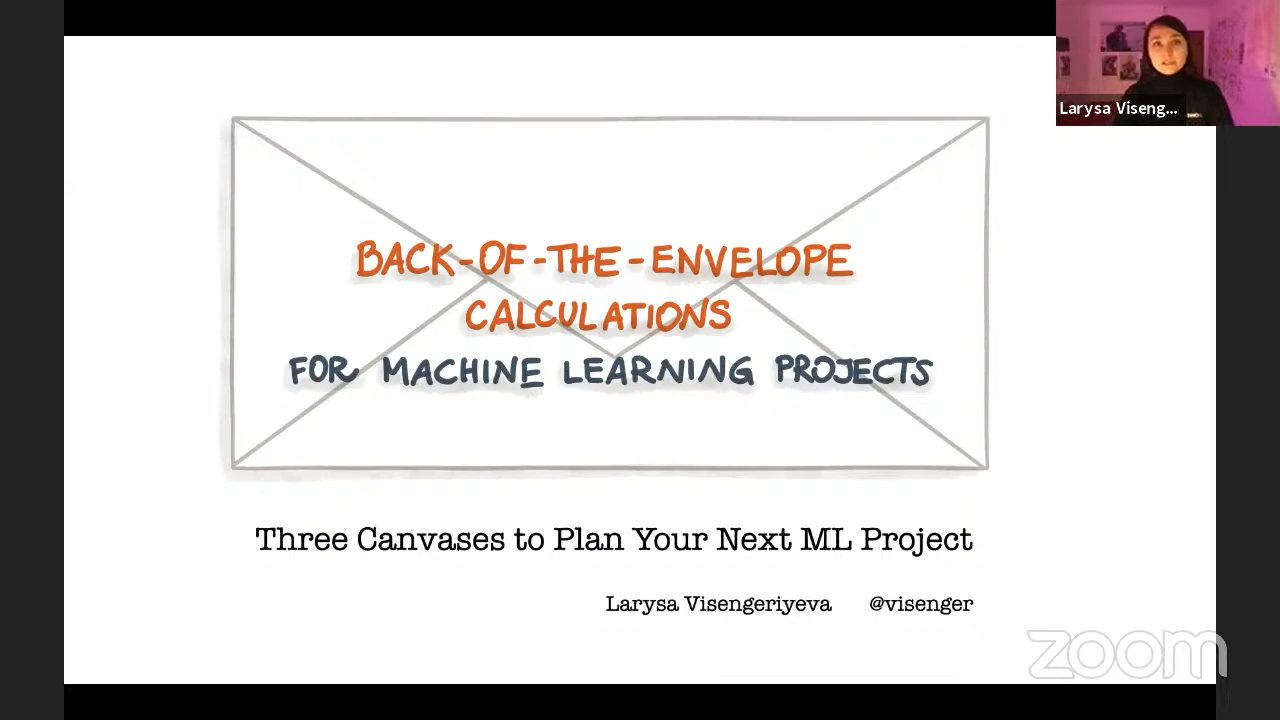 Larysa Viseng...
BACK-OF-THE-ENVELOPE
CALCULATIONS
FOR MACHINE LEARNING PROJECTS
Three Canvases to Plan Your Next ML Project
Larysa Visengeriyeva @visenger
zoom